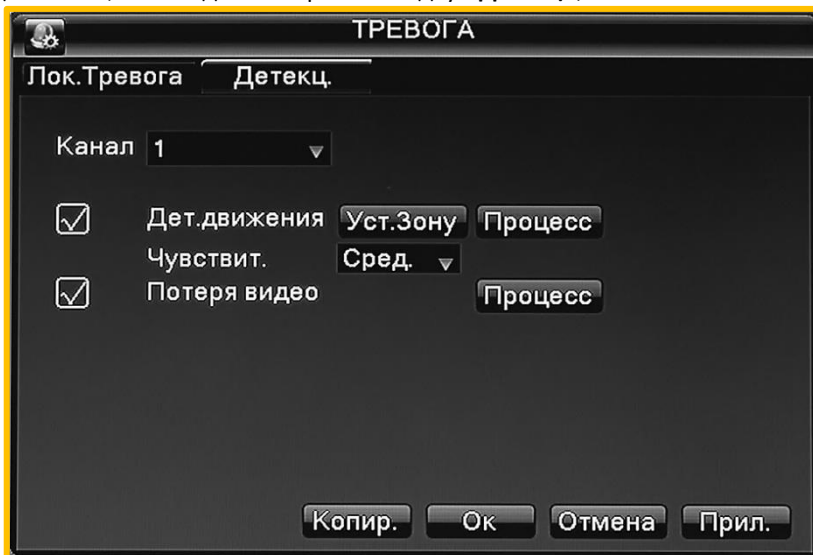 ТРЕВОГА
Лок.Тревога Детекц.
Канал 1
Дет.движения Уст.Зону Процесс
Чувствит. Сред.
Потеря видео Процесс
Копир. Ок Отмена Прил.